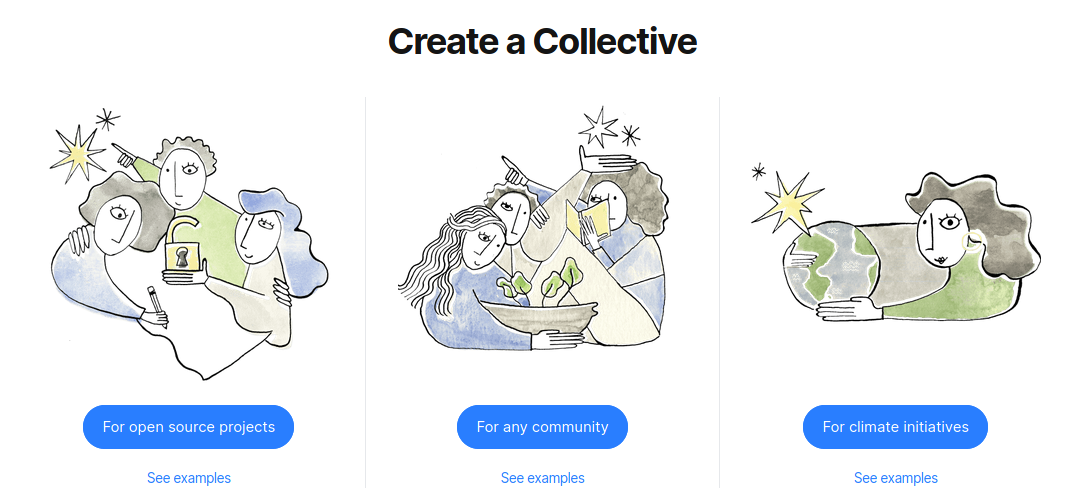 Create a Collective
For open source projects
For any community
For climate initiatives
See examples
See examples
See examples